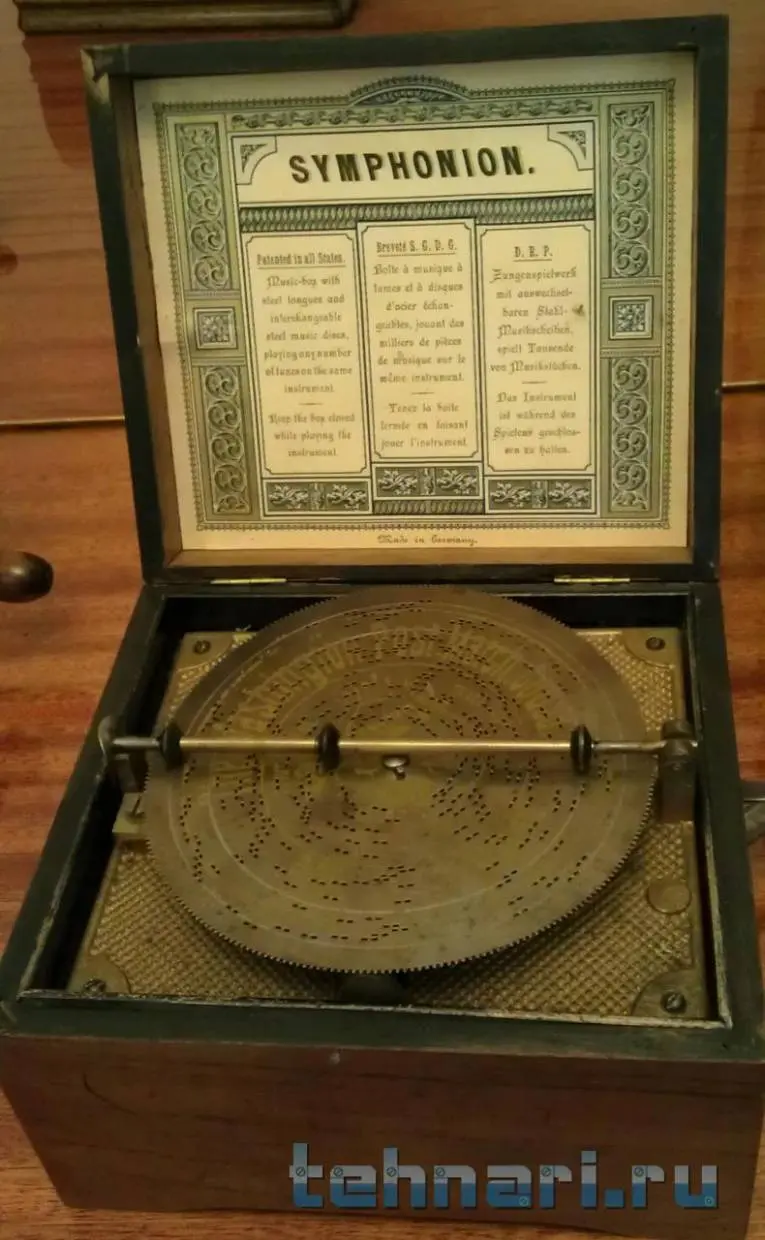 SYMPHONION.
Patented in all States.
Music-box with
steel tongues and
interchangeable
steel music discs,
playing any number
of tunes on the same
instrument.
Keep the box closed
while playing the
instrument.
Breveté S. G. D. G.
Boîte à musique à
lames et à disques
d'acier échan-
geables, jouant des
milliers de pièces
de musique sur le
même instrument.
Tenez la boîte
fermée en faisant
jouer l'instrument
D. R. P.
Zungenspielwerk
mit auswechsel-
baren Stahl-
Musikscheiben,
spielt Tausende
von Musikstücken.
Das Instrument
ist während des
Spielens geschlos-
sen zu halten.
Made in Germany.
tehnari.ru